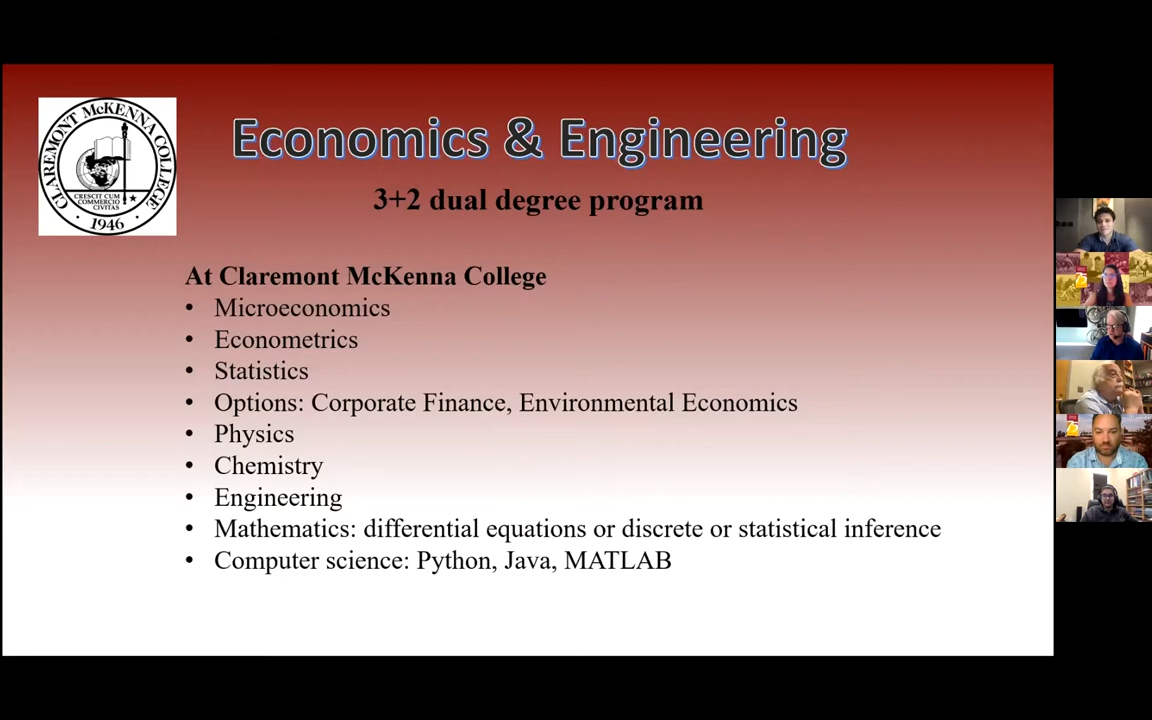 CLAREMONT McKENNA COLLEGE
CRESCIT CUM
COMMERCIO
CIVITAS
1946
Economics & Engineering
3+2 dual degree program
At Claremont McKenna College
• Microeconomics
• Econometrics
• Statistics
• Options: Corporate Finance, Environmental Economics
• Physics
• Chemistry
• Engineering
• Mathematics: differential equations or discrete or statistical inference
• Computer science: Python, Java, MATLAB